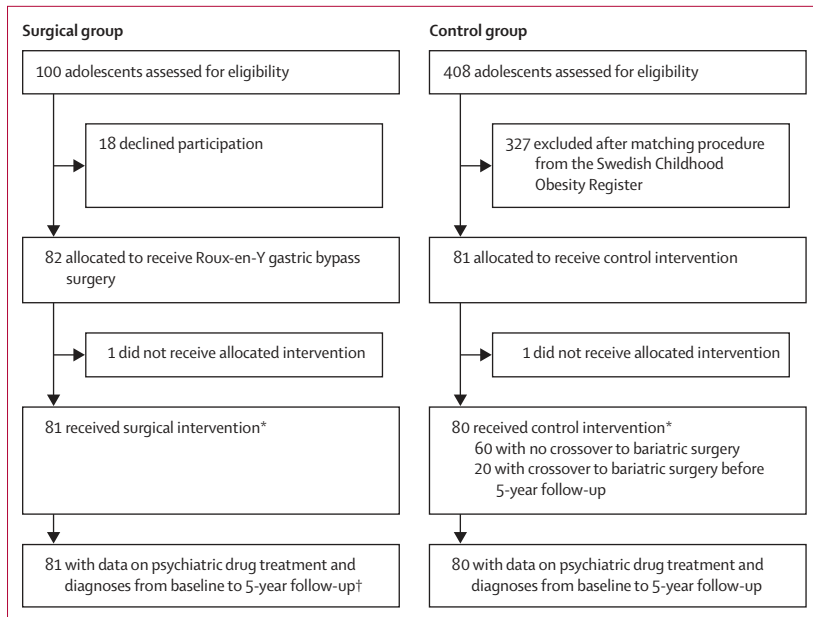 Surgical group
100 adolescents assessed for eligibility
18 declined participation
82 allocated to receive Roux-en-Y gastric bypass
surgery
1 did not receive allocated intervention
81 received surgical intervention*
81 with data on psychiatric drug treatment and
diagnoses from baseline to 5-year follow-up†
Control group
408 adolescents assessed for eligibility
327 excluded after matching procedure
from the Swedish Childhood
Obesity Register
81 allocated to receive control intervention
1 did not receive allocated intervention
80 received control intervention*
60 with no crossover to bariatric surgery
20 with crossover to bariatric surgery before
5-year follow-up
80 with data on psychiatric drug treatment and
diagnoses from baseline to 5-year follow-up